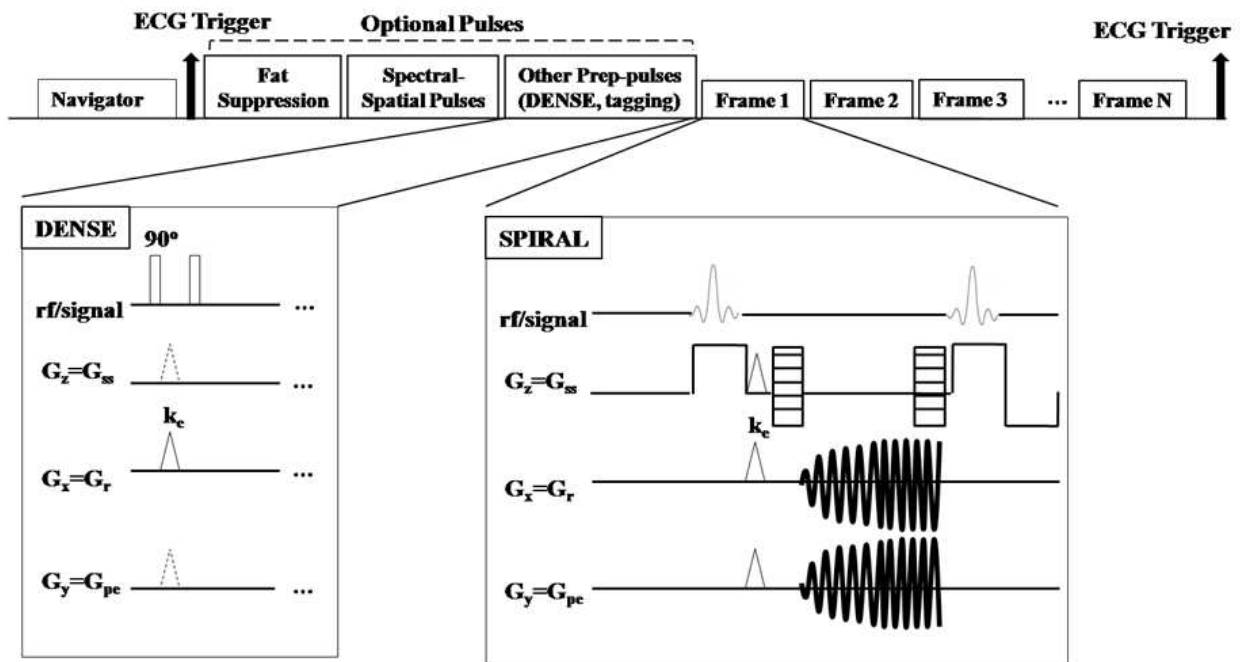 ECG Trigger
Optional Pulses
ECG Trigger
Navigator
Fat
Suppression
Spectral-
Spatial Pulses
Other Prep-pulses
(DENSE, tagging)
Frame 1
Frame 2
Frame 3
...
Frame N
DENSE
90°
rf/signal
...
Gz=Gss
...
ke
Gx=Gr
...
Gy=Gpe
...
SPIRAL
rf/signal
Gz=Gss
ke
Gx=Gr
Gy=Gpe